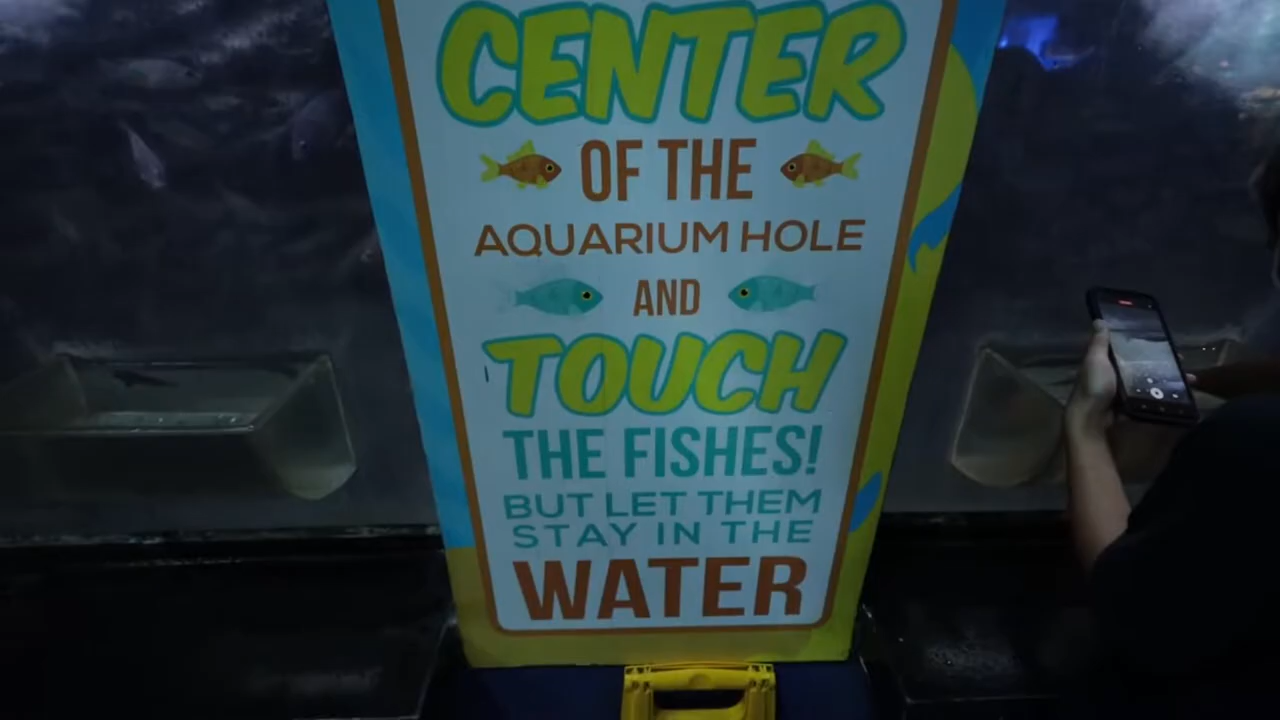 CENTER
OF THE
AQUARIUM HOLE
AND
TOUCH
THE FISHES!
BUT LET THEM
STAY IN THE
WATER